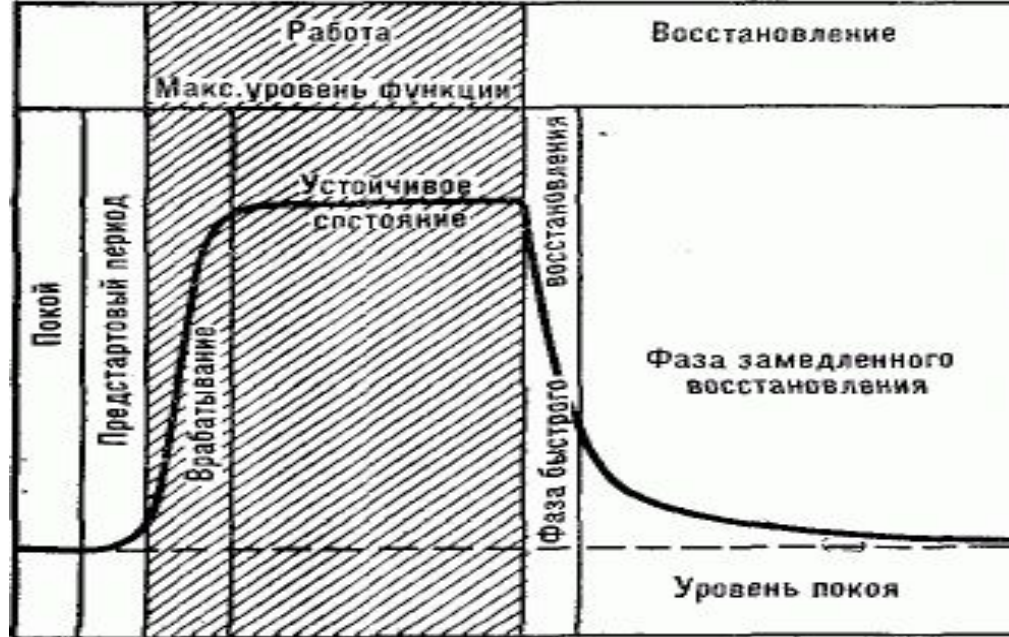 Работа
Восстановление
Макс. уровень функции
Покой
Предстартовый период
Врабатывание
Устойчивое
состояние
Фаза быстрого восстановления
Фаза замедленного
восстановления
Уровень покоя